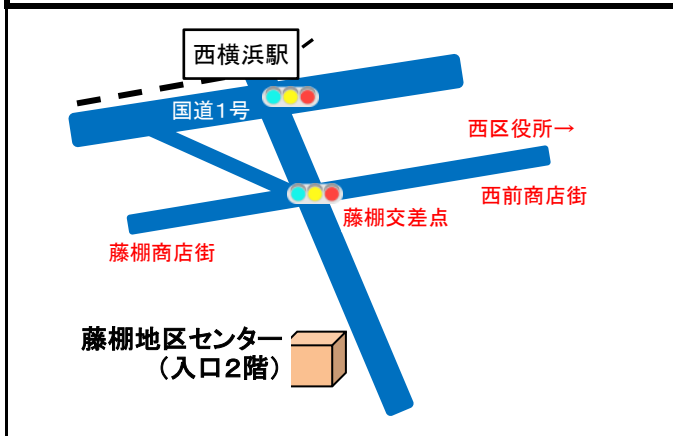 西横浜駅
国道1号
西区役所→
西前商店街
藤棚交差点
藤棚商店街
藤棚地区センター
（入口２階）